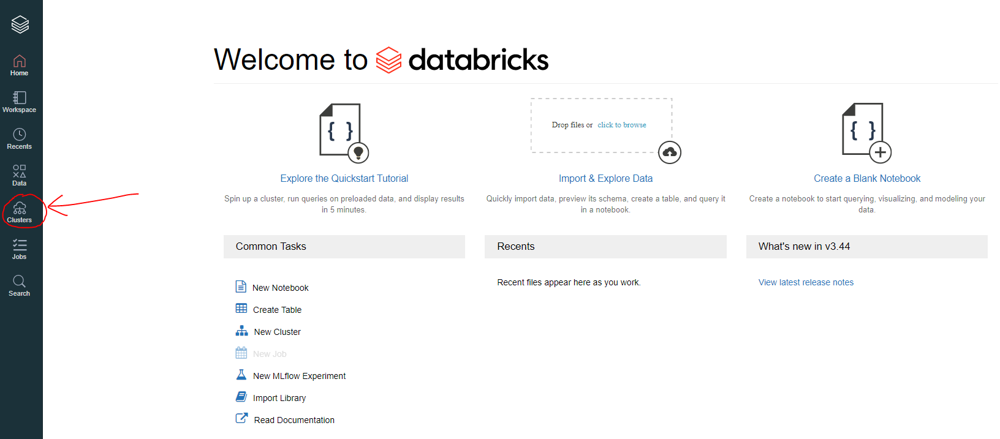 Welcome to databricks
Home
Workspace
Recents
Data
Clusters
Jobs
Search
{ }
Explore the Quickstart Tutorial
Spin up a cluster, run queries on preloaded data, and display results
in 5 minutes.
Drop files or click to browse
Import & Explore Data
Quickly import data, preview its schema, create a table, and query it
in a notebook.
{ }
Create a Blank Notebook
Create a notebook to start querying, visualizing, and modeling your
data.
Common Tasks
New Notebook
Create Table
New Cluster
New Job
New MLflow Experiment
Import Library
Read Documentation
Recents
Recent files appear here as you work.
What's new in v3.44
View latest release notes